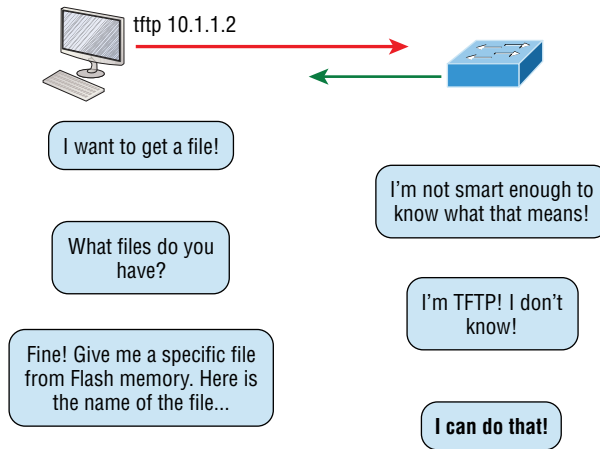 tftp 10.1.1.2
I want to get a file!
I’m not smart enough to
know what that means!
What files do you
have?
I’m TFTP! I don’t
know!
Fine! Give me a specific file
from Flash memory. Here is
the name of the file...
I can do that!